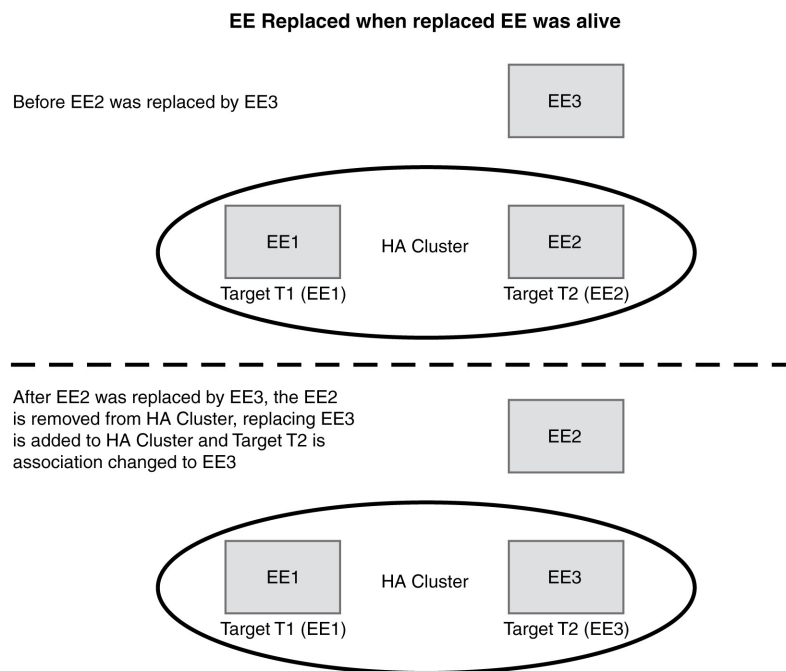 EE Replaced when replaced EE was alive
Before EE2 was replaced by EE3
EE3
EE1
HA Cluster
EE2
Target T1 (EE1)
Target T2 (EE2)
After EE2 was replaced by EE3, the EE2
is removed from HA Cluster, replacing EE3
is added to HA Cluster and Target T2 is
association changed to EE3
EE2
EE1
HA Cluster
EE3
Target T1 (EE1)
Target T2 (EE3)